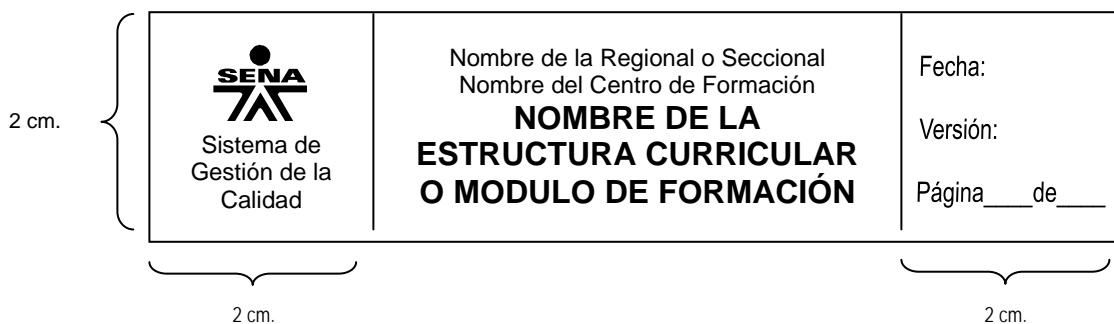 2 cm.
SENA
Sistema de
Gestión de la
Calidad
Nombre de la Regional o Seccional
Nombre del Centro de Formación
NOMBRE DE LA
ESTRUCTURA CURRICULAR
O MODULO DE FORMACIÓN
Fecha:
Versión:
Página____de____
2 cm.
2 cm.